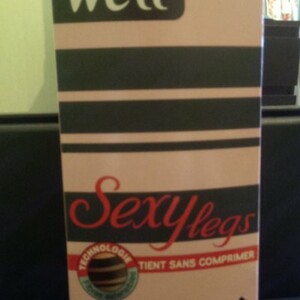 Well
Sexy legs
TECHNOLOGIE
TIENT SANS COMPRIMER